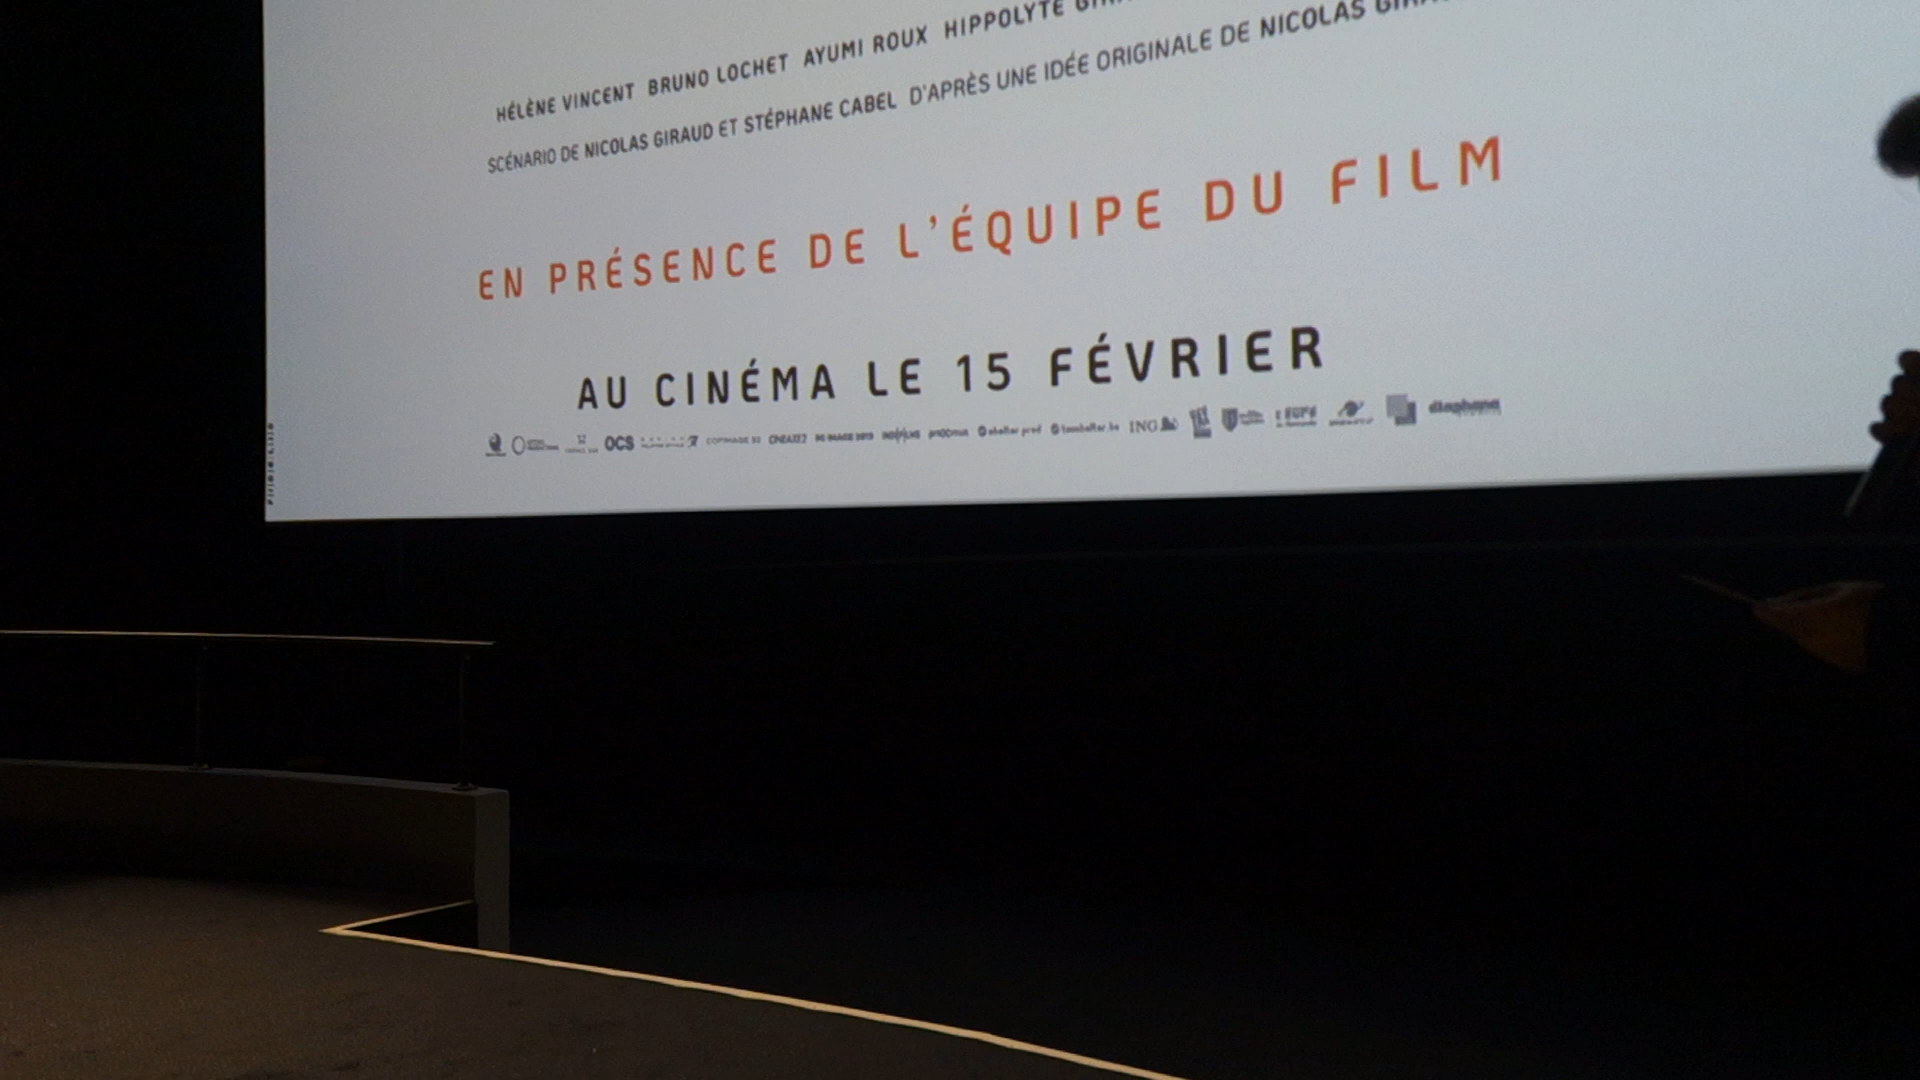 HÉLÈNE VINCENT BRUNO LOCHET AYUMI ROUX HIPPOLYTE
SCÉNARIO DE NICOLAS GIRAUD ET STÉPHANE CABEL D'APRÈS UNE IDÉE ORIGINALE DE NICOLAS
EN PRÉSENCE DE L'ÉQUIPE DU FILM
AU CINÉMA LE 15 FÉVRIER
OCS ING diaphana